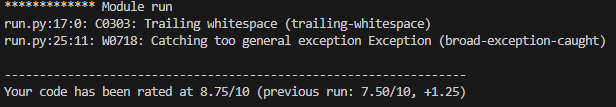 ************* Module run
run.py:17:0: C0303: Trailing whitespace (trailing-whitespace)
run.py:25:11: W0718: Catching too general exception Exception (broad-exception-caught)
------------------------------------------------------------------
Your code has been rated at 8.75/10 (previous run: 7.50/10, +1.25)